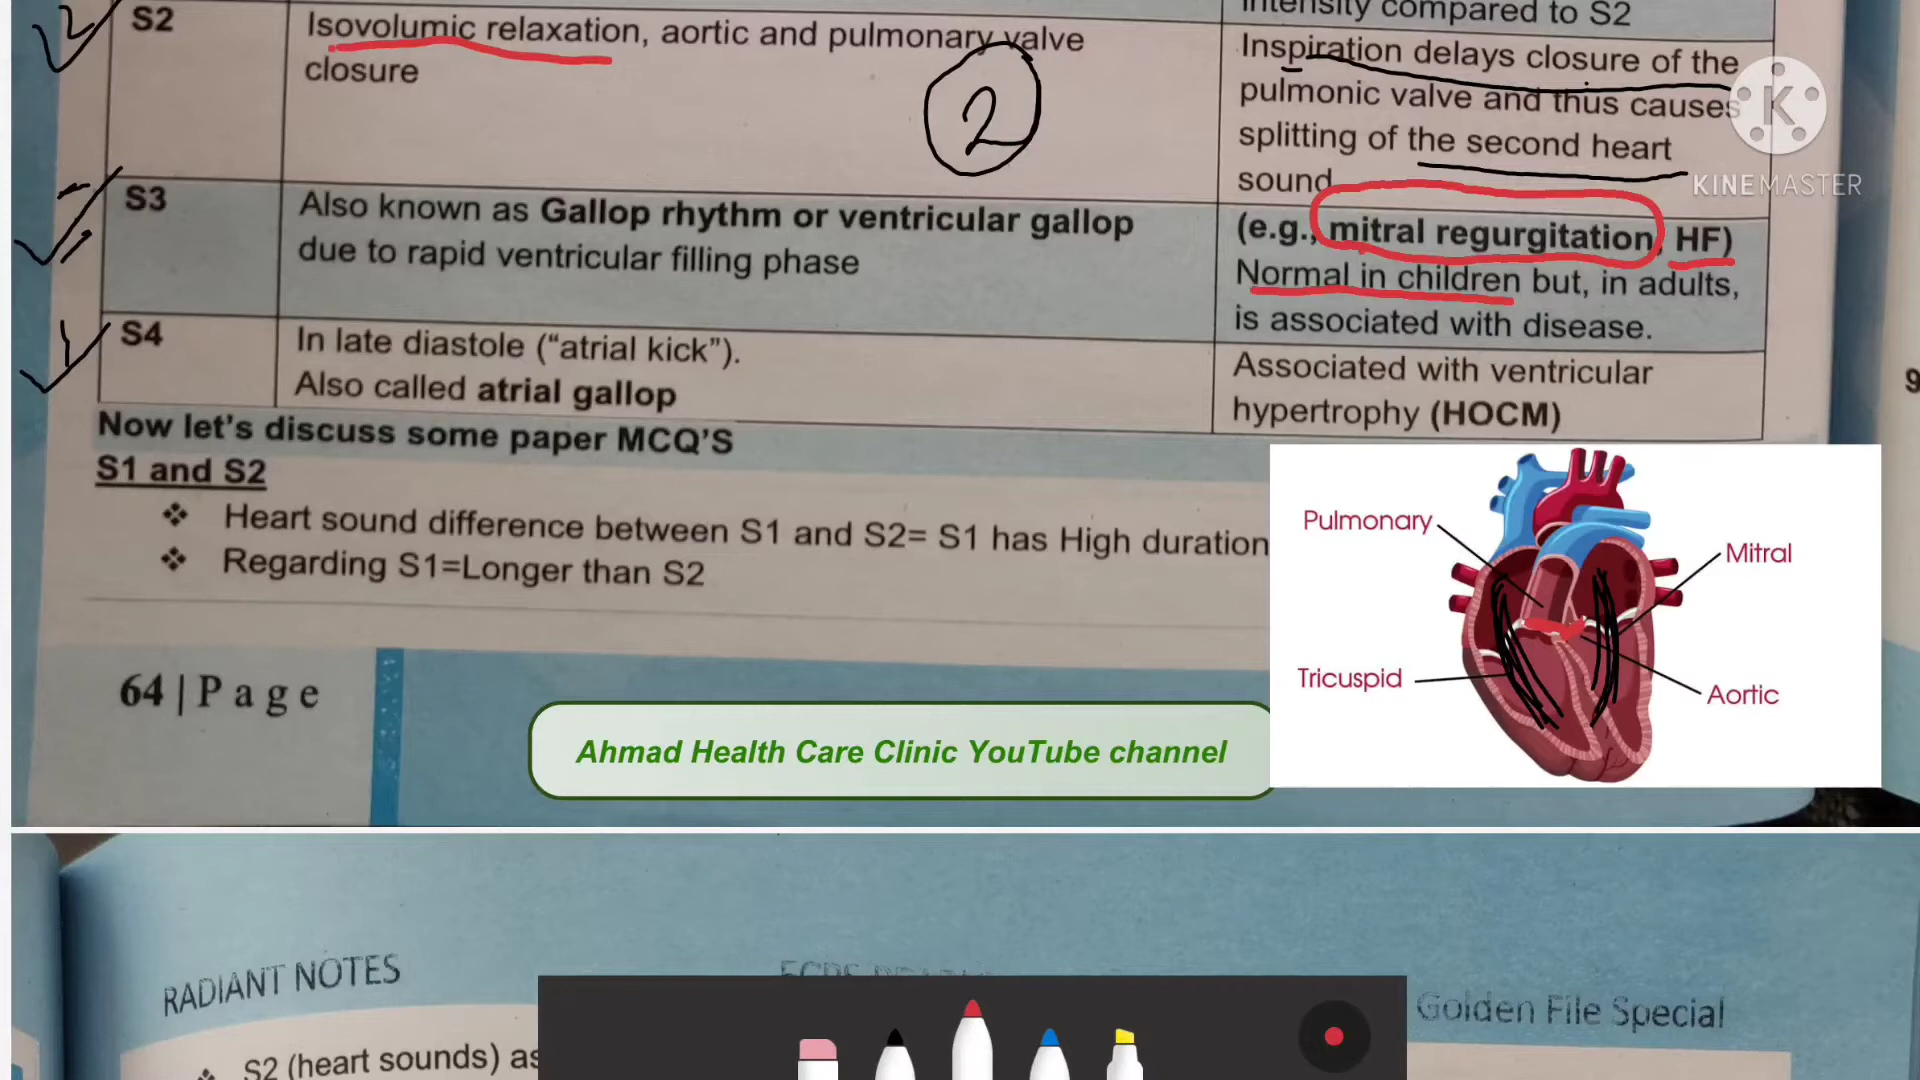 S2
Isovolumic relaxation, aortic and pulmonary valve
closure
intensity compared to S2
Inspiration delays closure of the
pulmonic valve and thus causes
splitting of the second heart
sound
2
K
KINEMASTER
S3
Also known as Gallop rhythm or ventricular gallop
due to rapid ventricular filling phase
(e.g., mitral regurgitation, HF)
Normal in children but, in adults,
is associated with disease.
S4
In late diastole (“atrial kick”).
Also called atrial gallop
Associated with ventricular
hypertrophy (HOCM)
9
Now let's discuss some paper MCQ'S
S1 and S2
❖ Heart sound difference between S1 and S2= S1 has High duration
❖ Regarding S1=Longer than S2
Pulmonary
Mitral
Tricuspid
Aortic
64 | Page
Ahmad Health Care Clinic YouTube channel
RADIANT NOTES
Golden File Special
❖ S2 (heart sounds) as